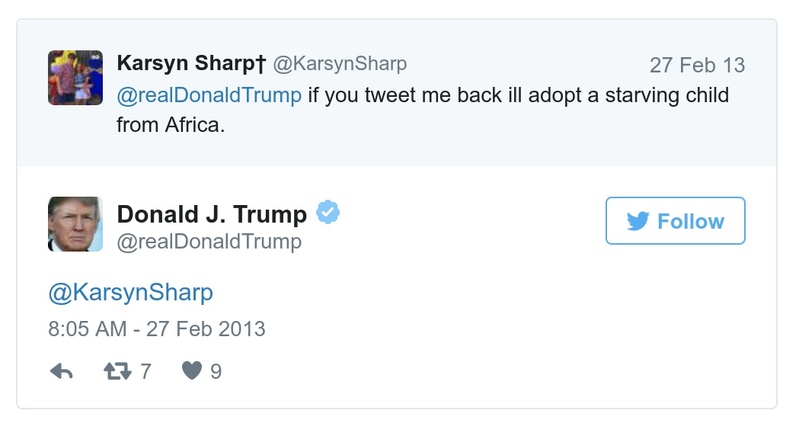 Karsyn Sharp† @KarsynSharp 27 Feb 13
@realDonaldTrump if you tweet me back ill adopt a starving child
from Africa.
Donald J. Trump
@realDonaldTrump
Follow
@KarsynSharp
8:05 AM - 27 Feb 2013
7 9